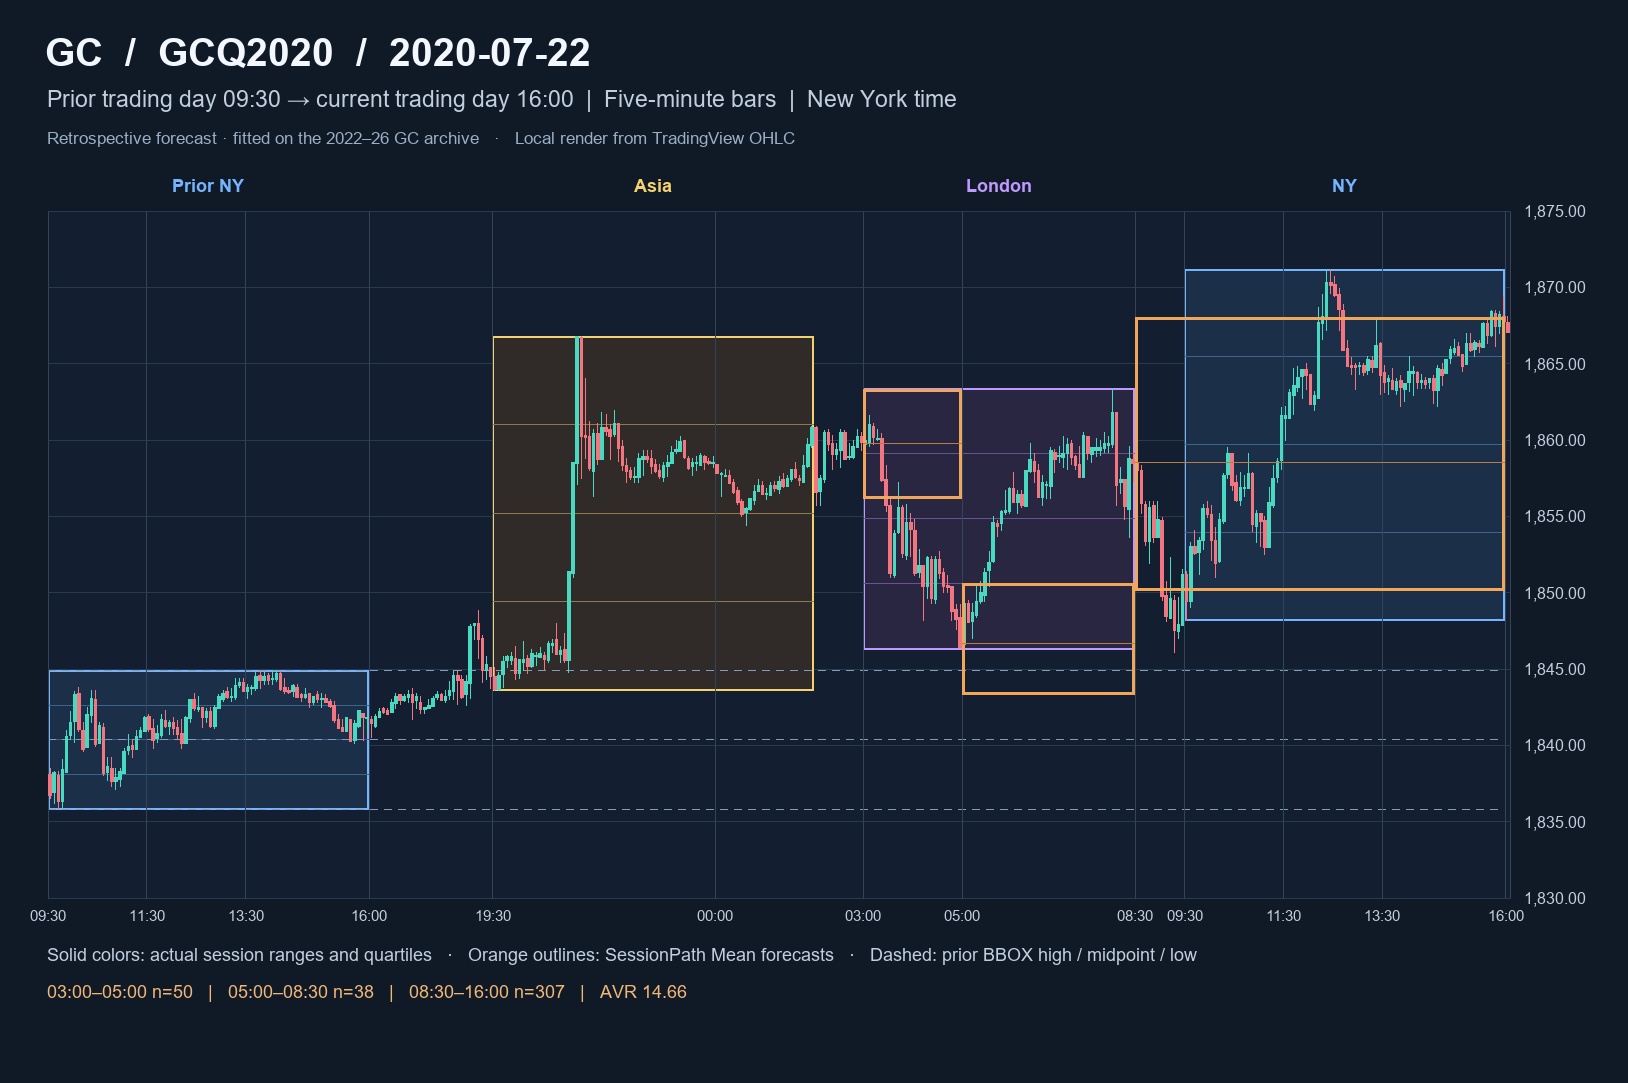 GC / GCQ2020 / 2020-07-22
Prior trading day 09:30 → current trading day 16:00 | Five-minute bars | New York time
Retrospective forecast · fitted on the 2022–26 GC archive · Local render from TradingView OHLC
Prior NY Asia London NY
1,875.00
1,870.00
1,865.00
1,860.00
1,855.00
1,850.00
1,845.00
1,840.00
1,835.00
1,830.00
09:30 11:30 13:30 16:00 19:30 00:00 03:00 05:00 08:30 09:30 11:30 13:30 16:00
Solid colors: actual session ranges and quartiles · Orange outlines: SessionPath Mean forecasts · Dashed: prior BBOX high / midpoint / low
03:00–05:00 n=50 | 05:00–08:30 n=38 | 08:30–16:00 n=307 | AVR 14.66